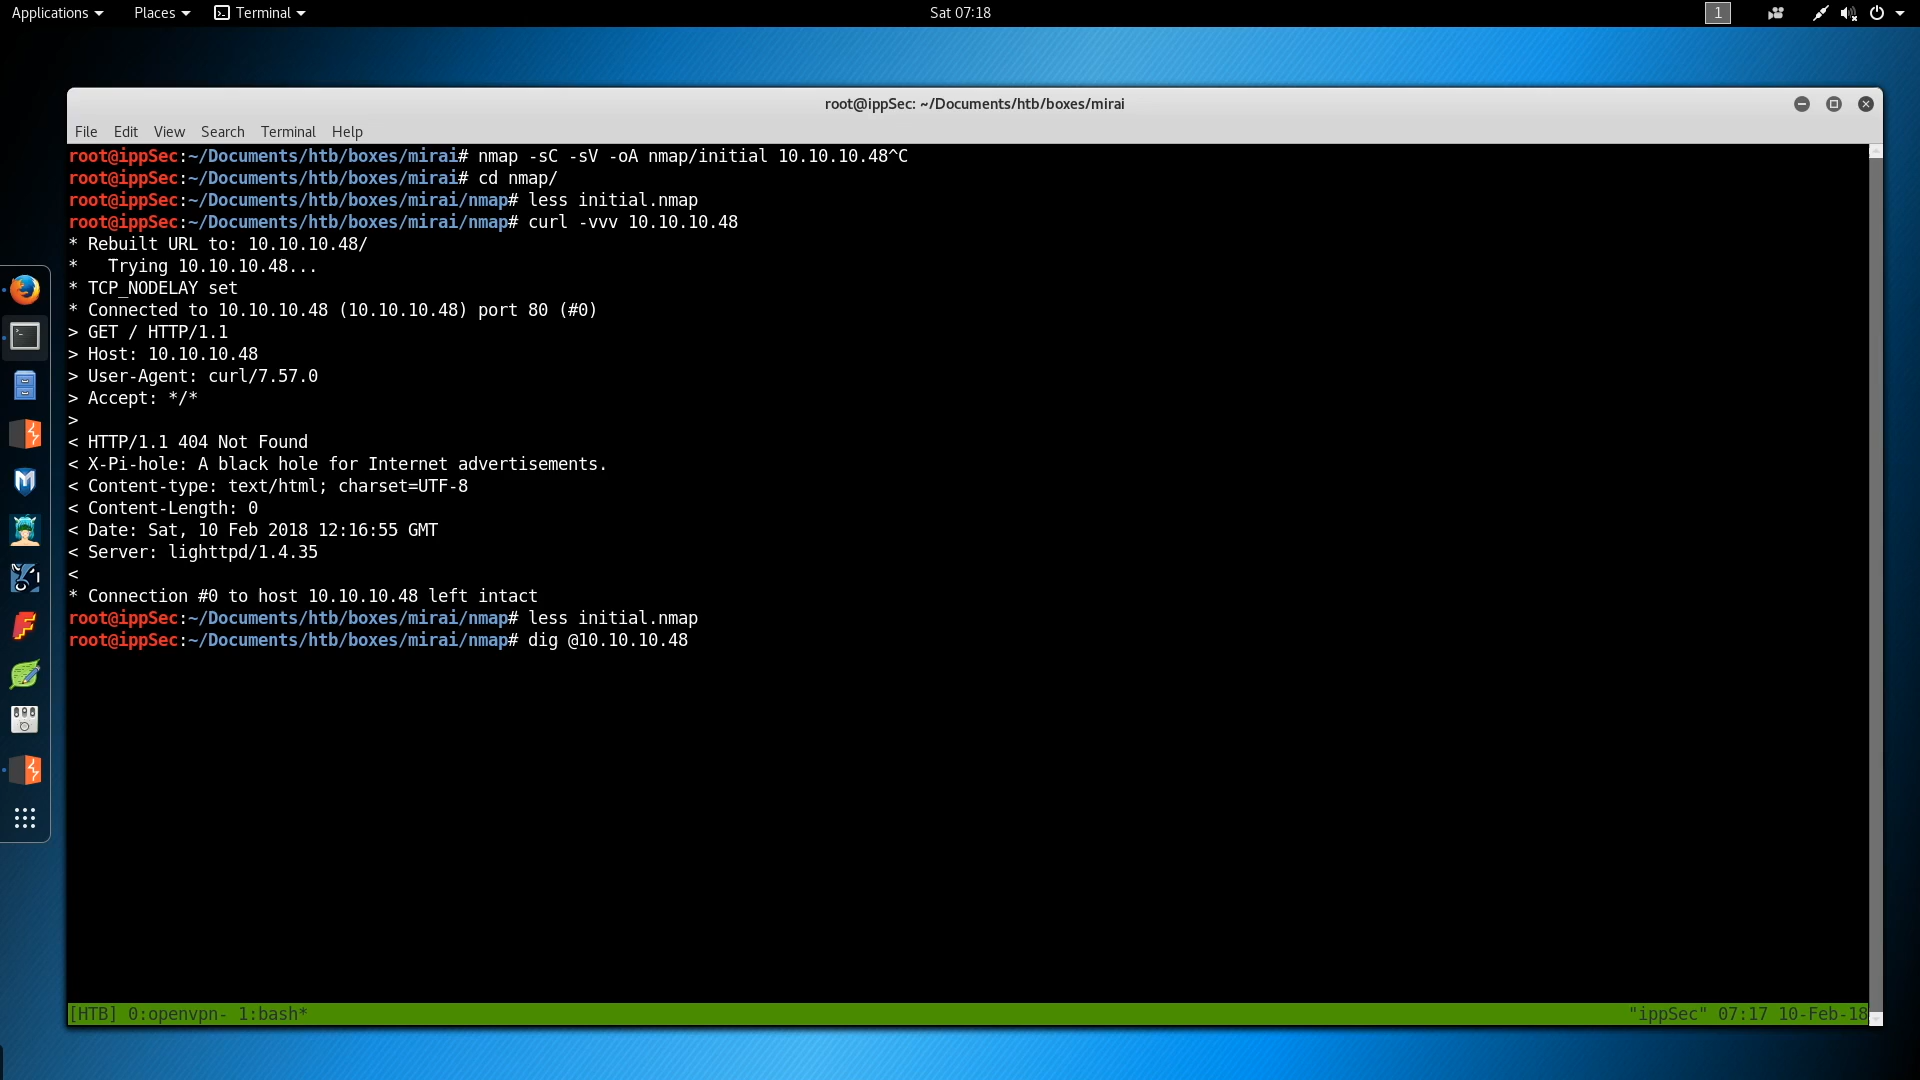 Applications Places Terminal Sat 07:18 1
root@ippSec: ~/Documents/htb/boxes/mirai
File Edit View Search Terminal Help
root@ippSec:~/Documents/htb/boxes/mirai# nmap -sC -sV -oA nmap/initial 10.10.10.48^C
root@ippSec:~/Documents/htb/boxes/mirai# cd nmap/
root@ippSec:~/Documents/htb/boxes/mirai/nmap# less initial.nmap
root@ippSec:~/Documents/htb/boxes/mirai/nmap# curl -vvv 10.10.10.48
* Rebuilt URL to: 10.10.10.48/
*   Trying 10.10.10.48...
* TCP_NODELAY set
* Connected to 10.10.10.48 (10.10.10.48) port 80 (#0)
> GET / HTTP/1.1
> Host: 10.10.10.48
> User-Agent: curl/7.57.0
> Accept: */*
>
< HTTP/1.1 404 Not Found
< X-Pi-hole: A black hole for Internet advertisements.
< Content-type: text/html; charset=UTF-8
< Content-Length: 0
< Date: Sat, 10 Feb 2018 12:16:55 GMT
< Server: lighttpd/1.4.35
<
* Connection #0 to host 10.10.10.48 left intact
root@ippSec:~/Documents/htb/boxes/mirai/nmap# less initial.nmap
root@ippSec:~/Documents/htb/boxes/mirai/nmap# dig @10.10.10.48
[HTB] 0:openvpn- 1:bash* "ippSec" 07:17 10-Feb-18